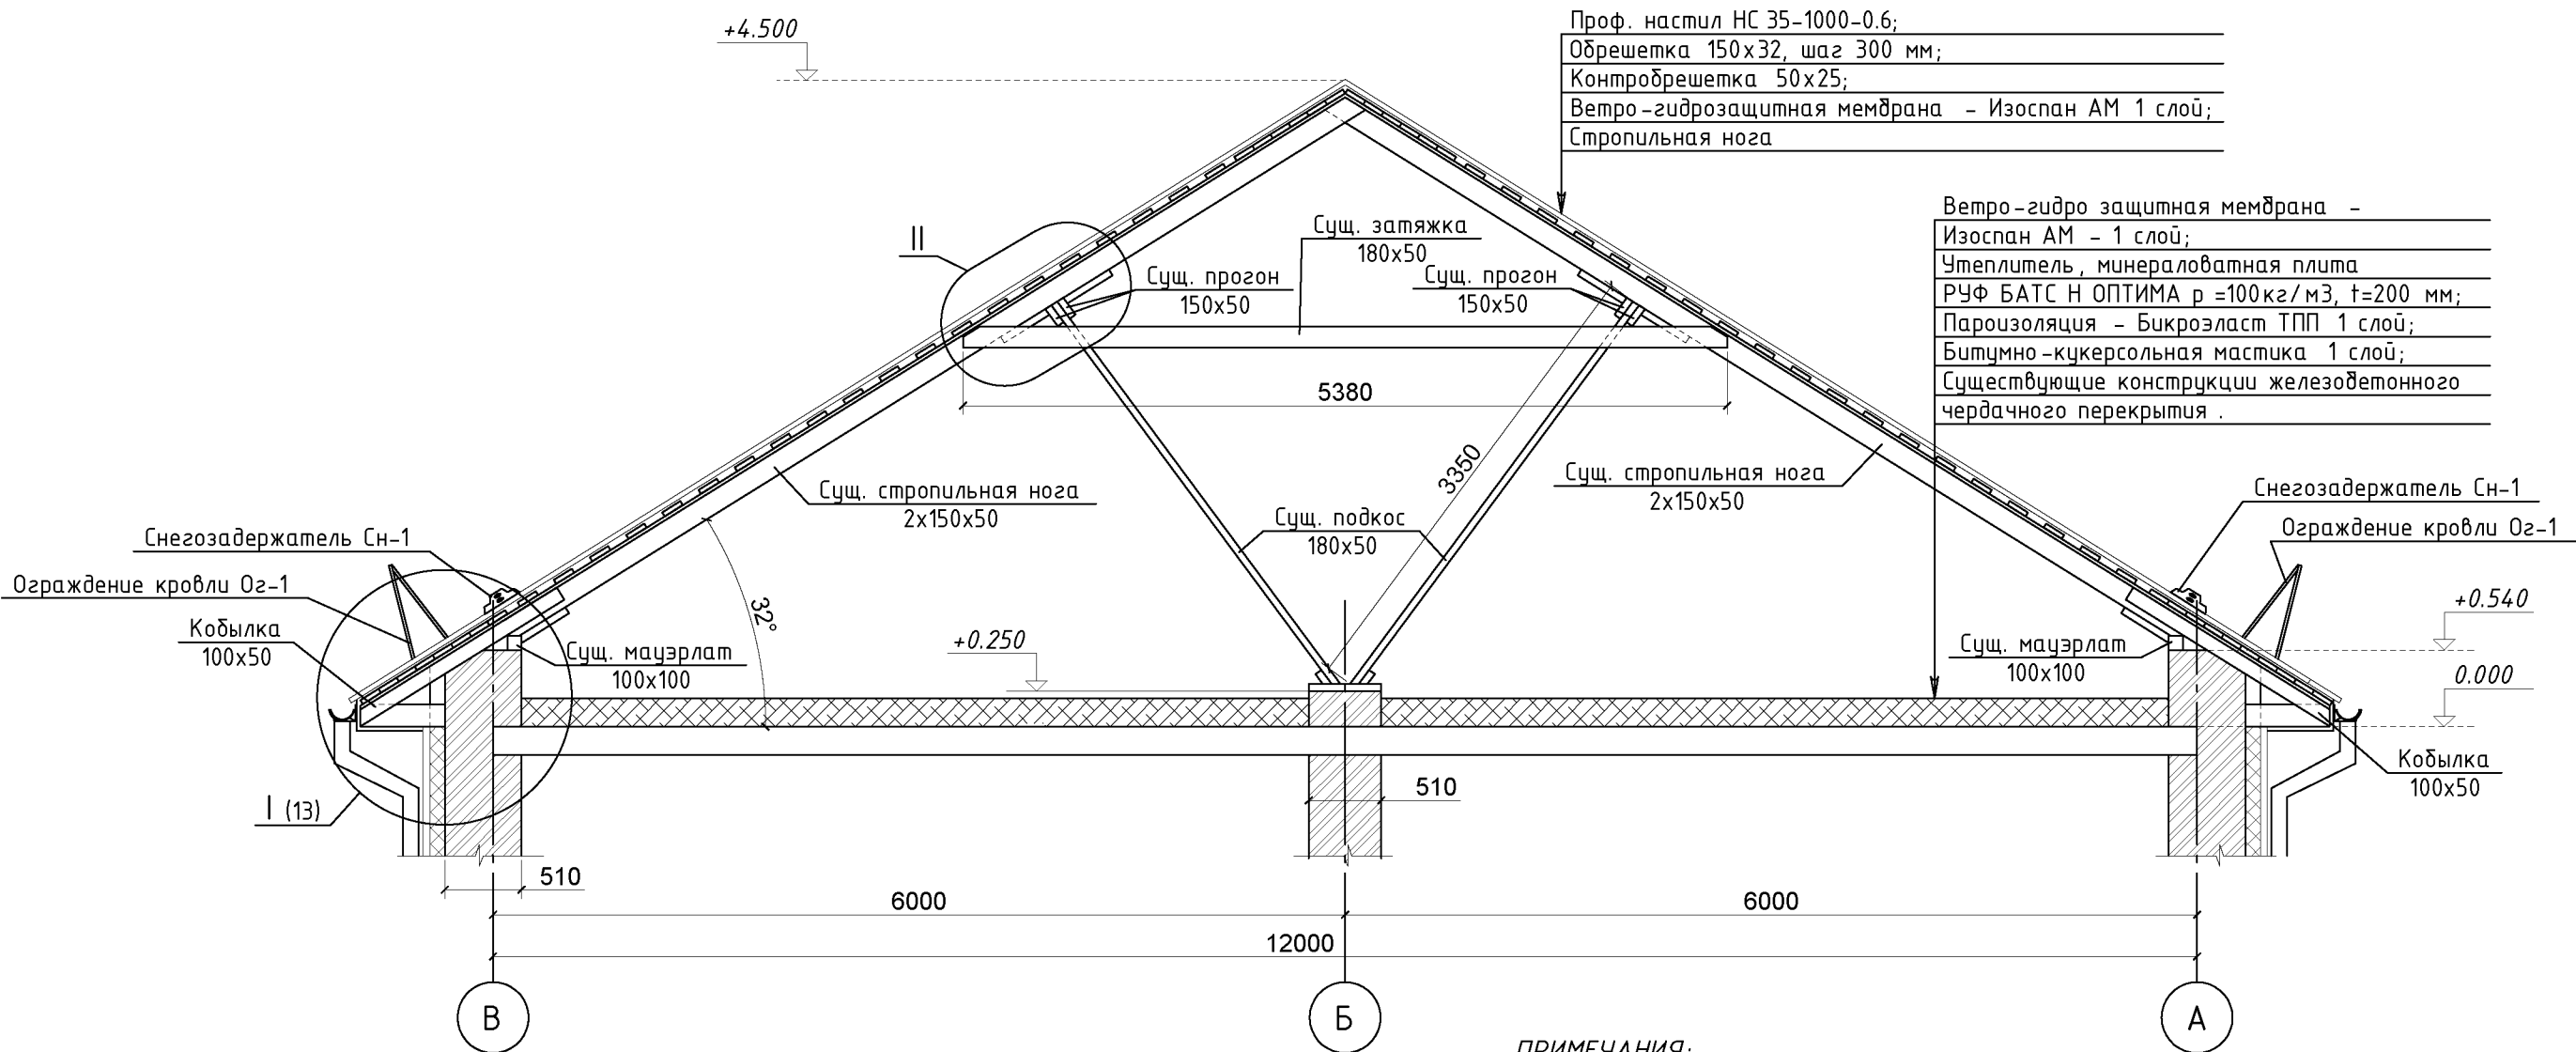 +4.500
Проф. настил НС 35-1000-0.6;
Обрешетка 150х32, шаг 300 мм;
Контробрешетка 50х25;
Ветро-гидрозащитная мембрана - Изоспан АМ 1 слой;
Стропильная нога
Ветро-гидро защитная мембрана -
Изоспан АМ - 1 слой;
Утеплитель, минераловатная плита
РУФ БАТС Н ОПТИМА р =100кг/м3, t=200 мм;
Пароизоляция - Бикроэласт ТПП 1 слой;
Битумно-кукерсольная мастика 1 слой;
Существующие конструкции железобетонного
чердачного перекрытия .
II
Сущ. затяжка
180х50
Сущ. прогон
150х50
Сущ. прогон
150х50
5380
3350
Сущ. стропильная нога
2х150х50
Сущ. стропильная нога
2х150х50
Сущ. подкос
180х50
Снегозадержатель Сн-1
Ограждение кровли Ог-1
Снегозадержатель Сн-1
Ограждение кровли Ог-1
Кобылка
100х50
32°
Сущ. мауэрлат
100х100
+0.250
Сущ. мауэрлат
100х100
+0.540
0.000
Кобылка
100х50
I (13)
510
510
6000
6000
12000
В
Б
А
ПРИМЕЧАНИЯ: